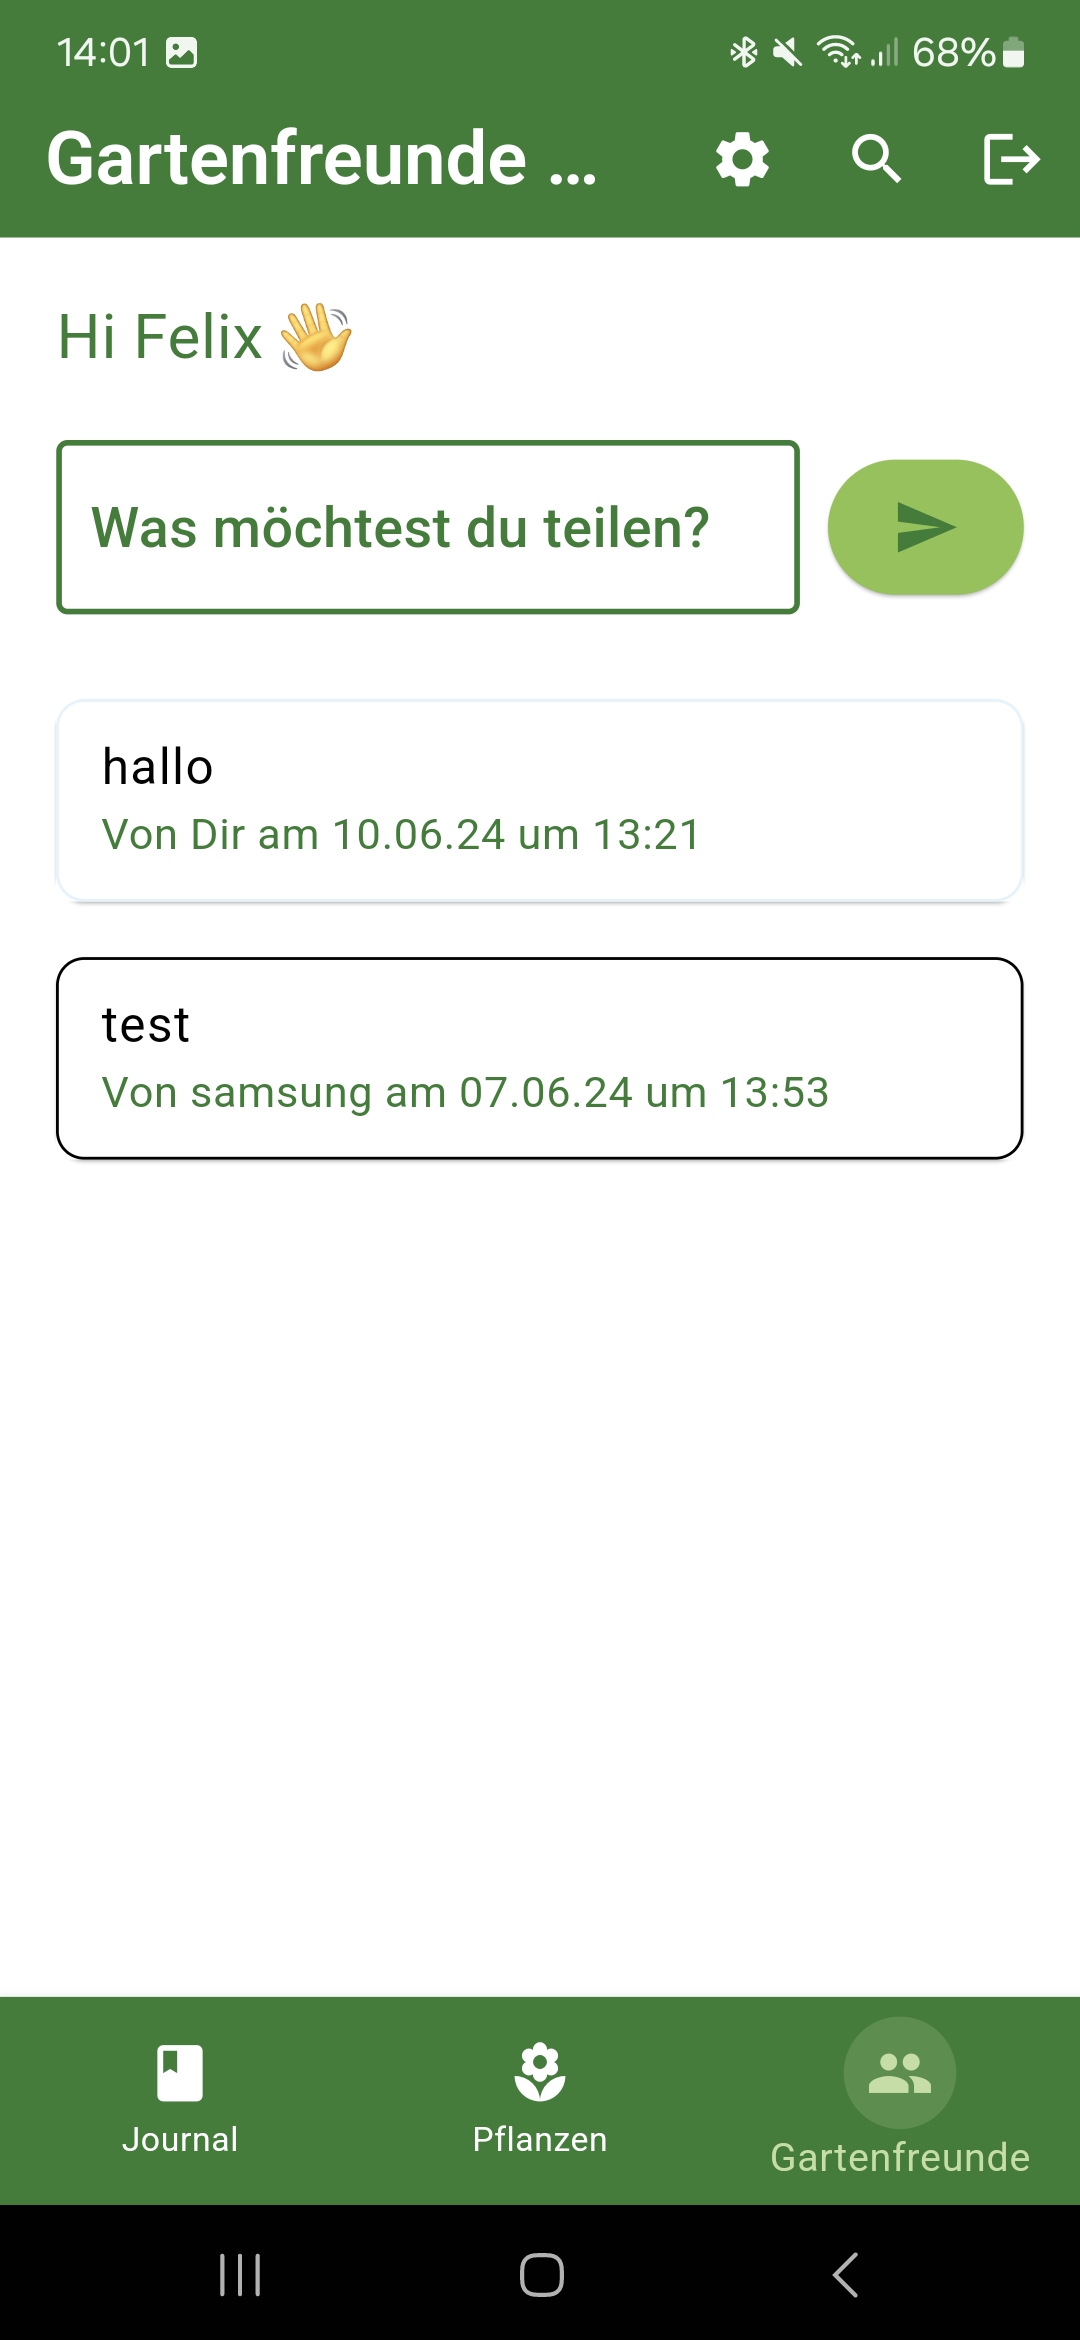 14:01
68%
Gartenfreunde ...
Hi Felix 👋
Was möchtest du teilen?
hallo
Von Dir am 10.06.24 um 13:21
test
Von samsung am 07.06.24 um 13:53
Journal
Pflanzen
Gartenfreunde